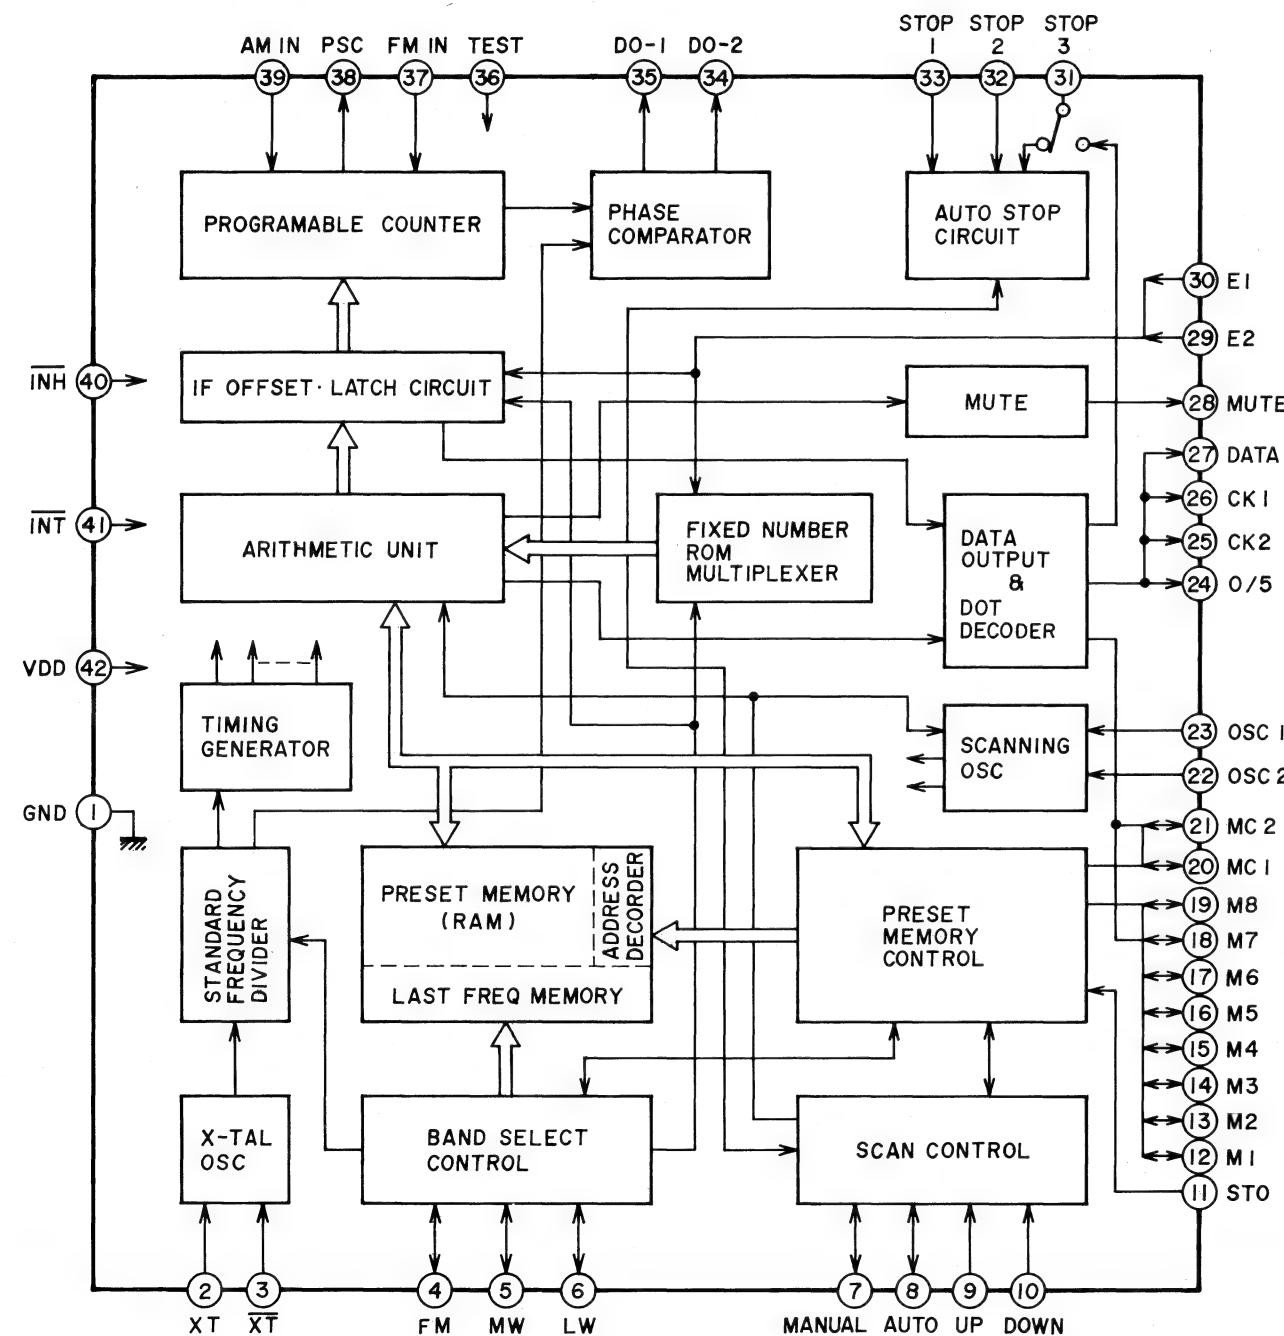 AM IN PSC FM IN TEST DO-1 DO-2 STOP 1 STOP 2 STOP 3
39 38 37 36 35 34 33 32 31
PROGRAMABLE COUNTER
PHASE
COMPARATOR
AUTO STOP
CIRCUIT
30 E1
29 E2
I̅N̅H̅ 40
IF OFFSET·LATCH CIRCUIT
MUTE
28 MUTE
27 DATA
26 CK1
25 CK2
24 0/5
I̅N̅T̅ 41
ARITHMETIC UNIT
FIXED NUMBER
ROM
MULTIPLEXER
DATA
OUTPUT
&
DOT
DECODER
VDD 42
TIMING
GENERATOR
SCANNING
OSC
23 OSC 1
22 OSC 2
GND 1
21 MC 2
20 MC 1
19 M8
18 M7
17 M6
16 M5
15 M4
14 M3
13 M2
12 M1
11 STO
STANDARD
FREQUENCY
DIVIDER
PRESET MEMORY
(RAM)
ADDRESS
DECORDER
LAST FREQ MEMORY
PRESET
MEMORY
CONTROL
X-TAL
OSC
BAND SELECT
CONTROL
SCAN CONTROL
2 3 4 5 6 7 8 9 10
XT X̅T̅ FM MW LW MANUAL AUTO UP DOWN